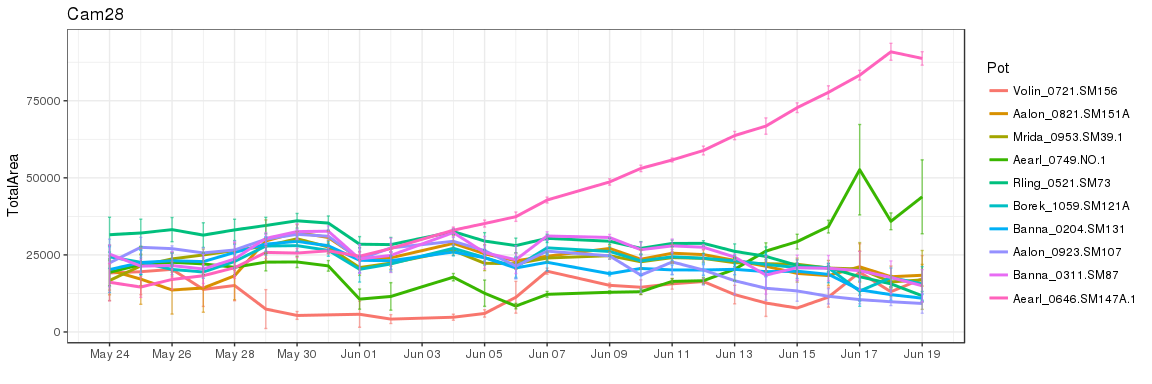 Cam28
TotalArea
75000
50000
25000
0
May 24 May 26 May 28 May 30 Jun 01 Jun 03 Jun 05 Jun 07 Jun 09 Jun 11 Jun 13 Jun 15 Jun 17 Jun 19
Pot
Volin_0721.SM156
Aalon_0821.SM151A
Mrida_0953.SM39.1
Aearl_0749.NO.1
Rling_0521.SM73
Borek_1059.SM121A
Banna_0204.SM131
Aalon_0923.SM107
Banna_0311.SM87
Aearl_0646.SM147A.1